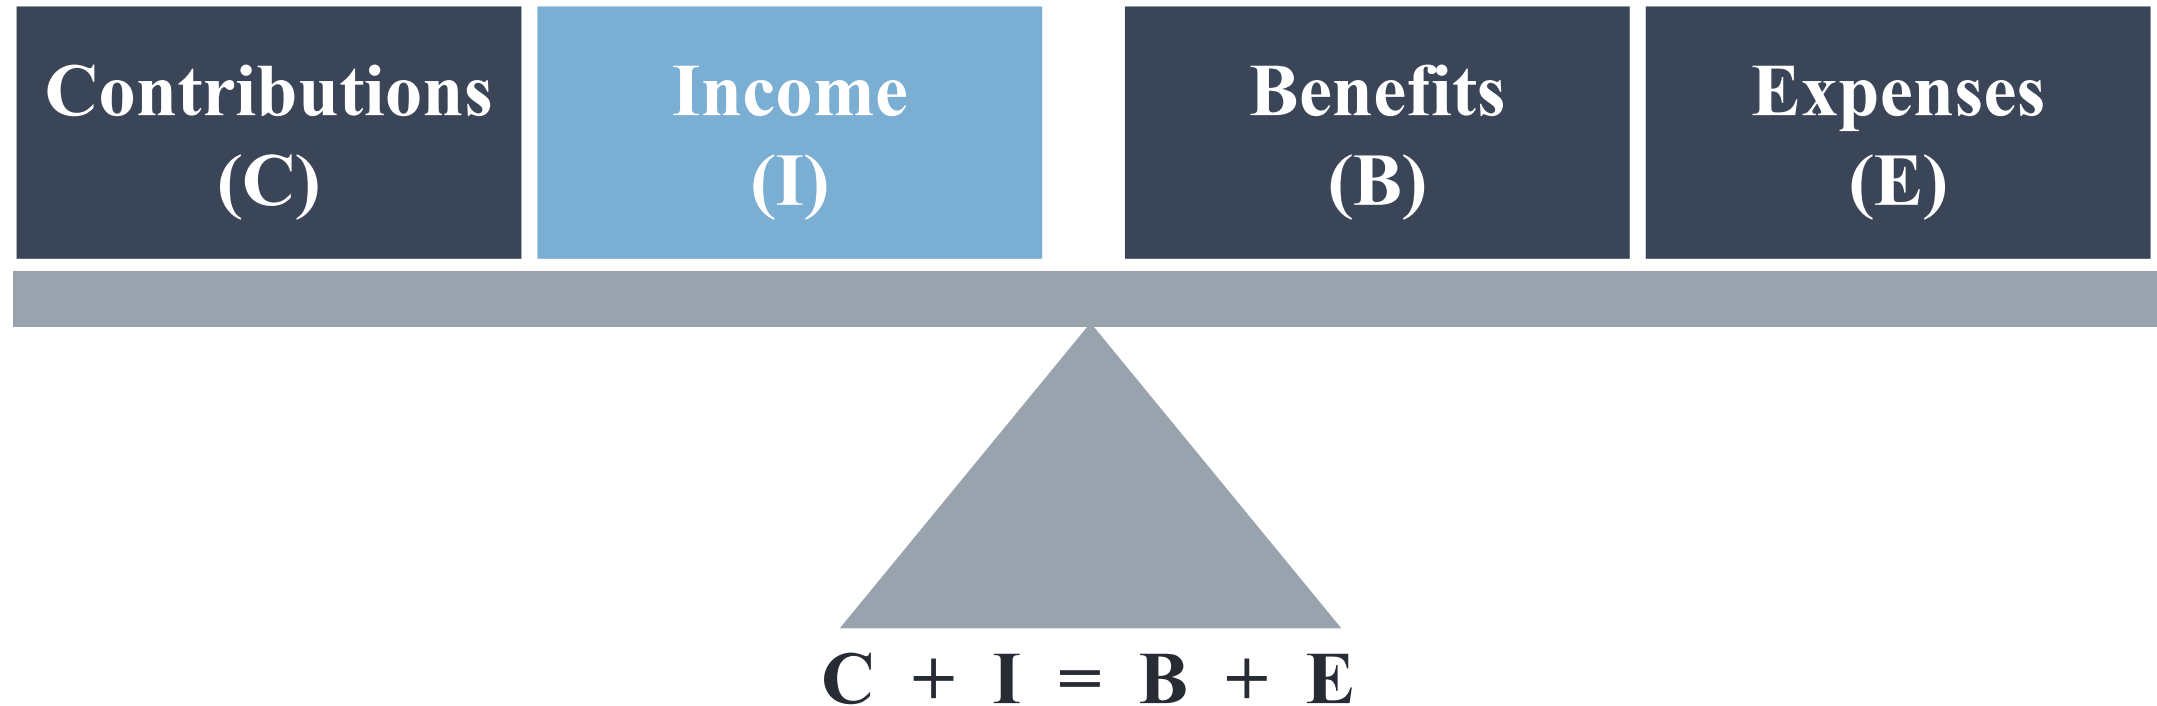 Contributions
(C)
Income
(I)
Benefits
(B)
Expenses
(E)
C + I = B + E